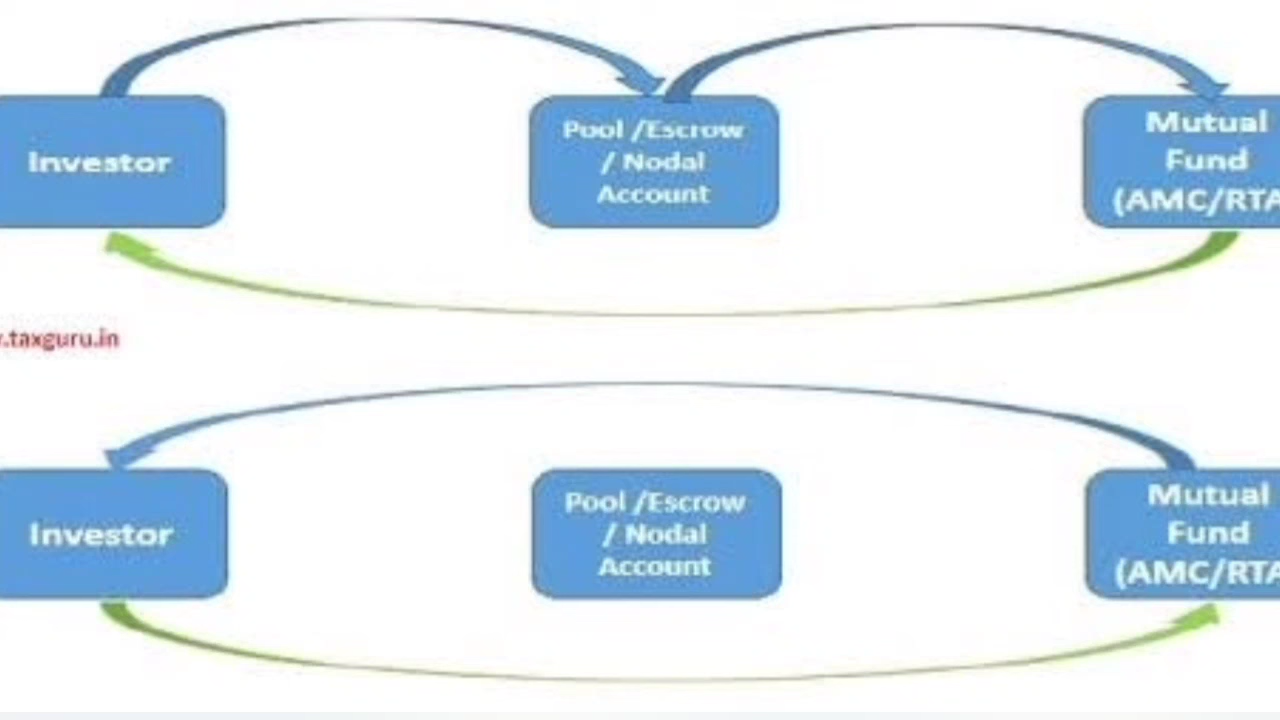 Investor
Pool /Escrow
/ Nodal
Account
Mutual
Fund
(AMC/RTA
.taxguru.in
Investor
Pool /Escrow
/ Nodal
Account
Mutual
Fund
(AMC/RTA